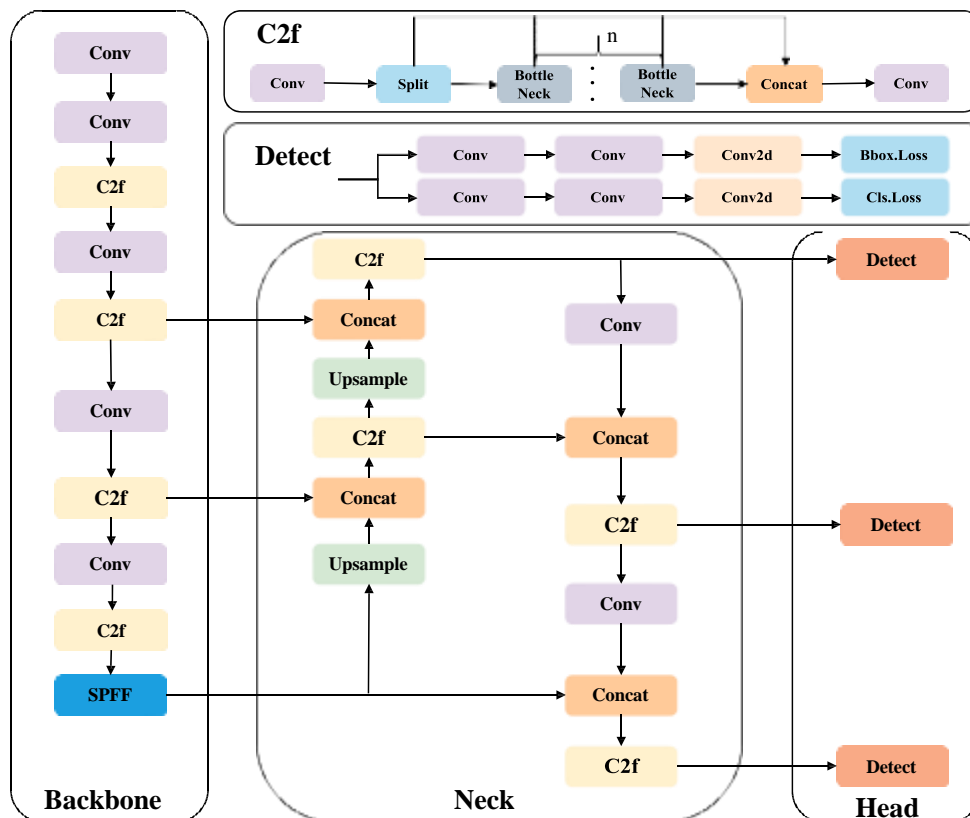 Conv
Conv
C2f
Conv
C2f
Conv
C2f
Conv
C2f
SPFF
Backbone
C2f
n
Conv
Split
Bottle
Neck
Bottle
Neck
Concat
Conv
Detect
Conv
Conv
Conv2d
Bbox.Loss
Conv
Conv
Conv2d
Cls.Loss
C2f
Concat
Upsample
C2f
Concat
Upsample
Conv
Concat
C2f
Conv
Concat
C2f
Neck
Detect
Detect
Detect
Head